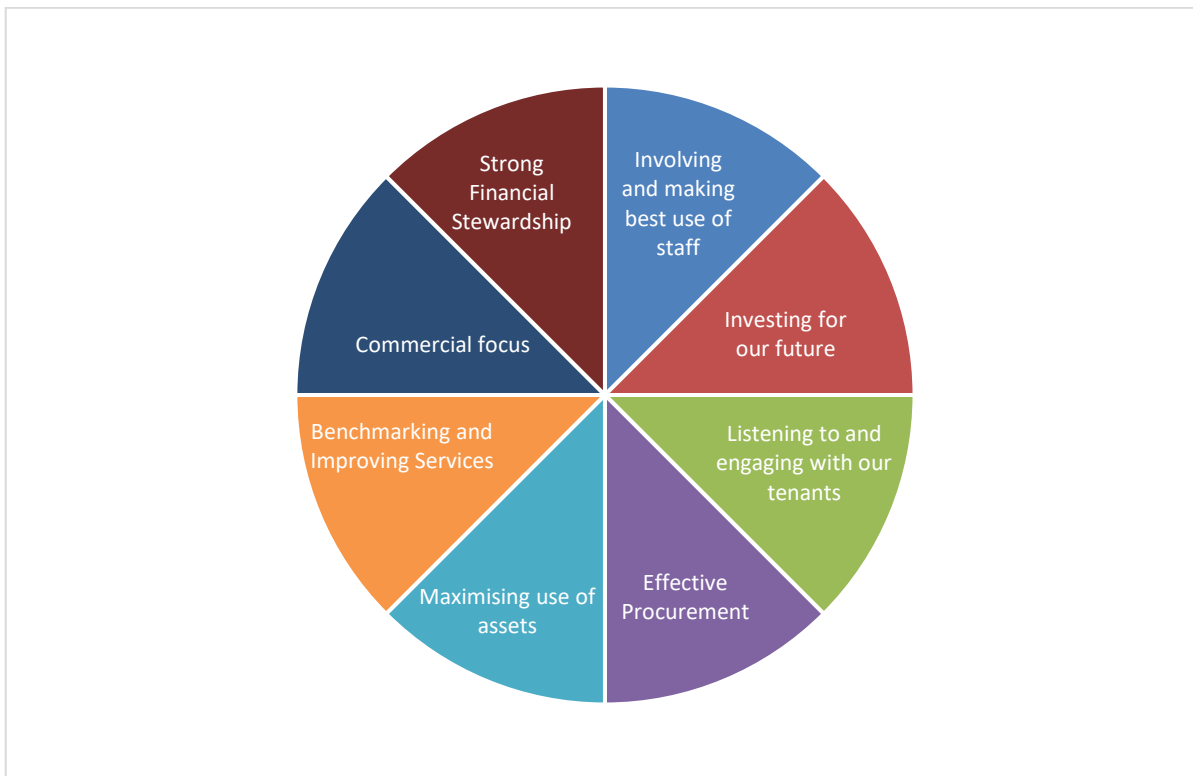 Strong
Financial
Stewardship
Involving
and making
best use of
staff
Investing for
our future
Commercial focus
Listening to and
engaging with our
tenants
Benchmarking and
Improving Services
Effective
Procurement
Maximising use of
assets